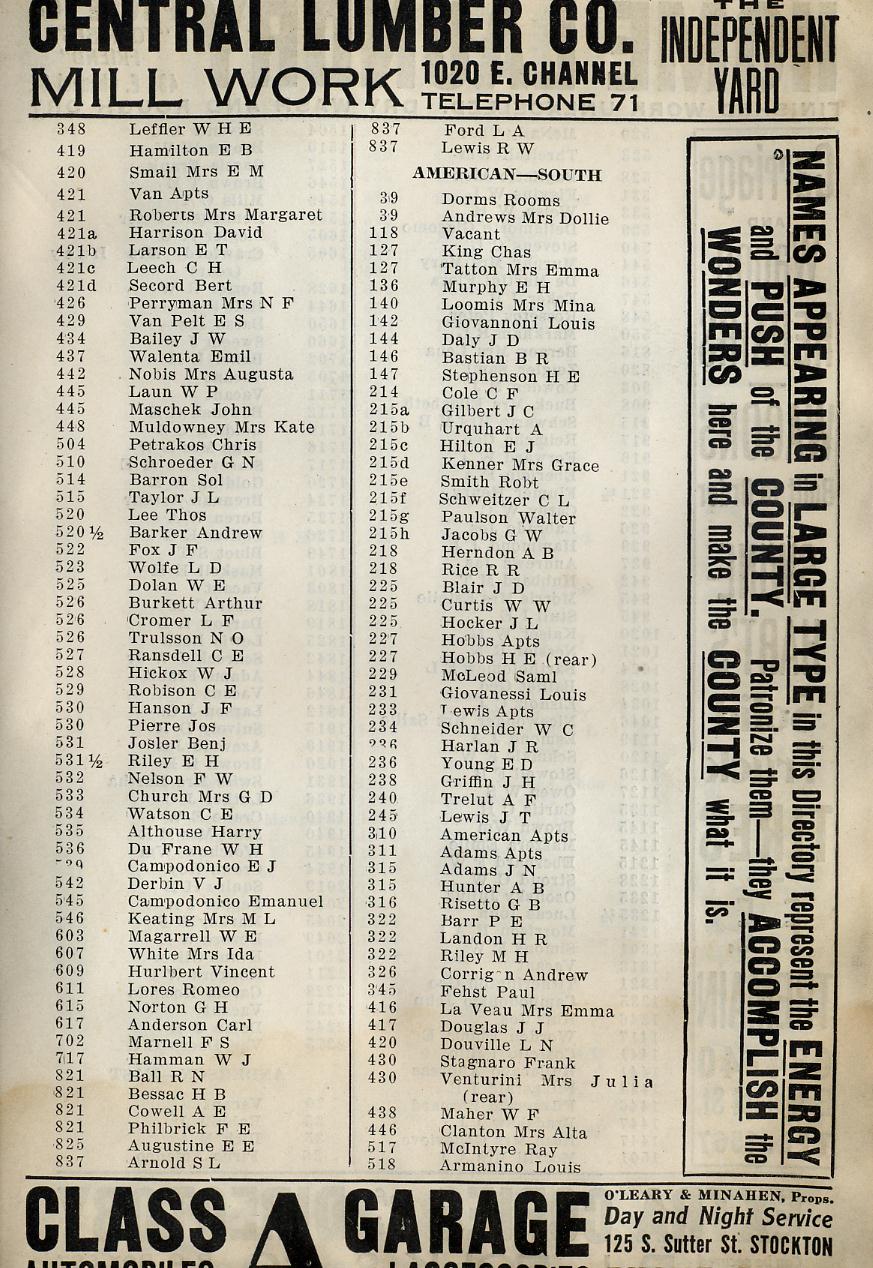 CENTRAL LUMBER CO.
MILL WORK
1020 E. CHANNEL
TELEPHONE 71
THE
INDEPENDENT
YARD
348 Leffler W H E
419 Hamilton E B
420 Smail Mrs E M
421 Van Apts
421 Roberts Mrs Margaret
421a Harrison David
421b Larson E T
421c Leech C H
421d Secord Bert
426 Perryman Mrs N F
429 Van Pelt E S
434 Bailey J W
437 Walenta Emil
442 Nobis Mrs Augusta
445 Laun W P
445 Maschek John
448 Muldowney Mrs Kate
504 Petrakos Chris
510 Schroeder G N
514 Barron Sol
515 Taylor J L
520 Lee Thos
520½ Barker Andrew
522 Fox J F
523 Wolfe L D
525 Dolan W E
526 Burkett Arthur
526 Cromer L F
526 Trulsson N O
527 Ransdell C E
528 Hickox W J
529 Robison C E
530 Hanson J F
530 Pierre Jos
531 Josler Benj
531½ Riley E H
532 Nelson F W
533 Church Mrs G D
534 Watson C E
535 Althouse Harry
536 Du Frane W H
Campodonico E J
542 Derbin V J
545 Campodonico Emanuel
546 Keating Mrs M L
603 Magarrell W E
607 White Mrs Ida
609 Hurlbert Vincent
611 Lores Romeo
615 Norton G H
617 Anderson Carl
702 Marnell F S
717 Hamman W J
821 Ball R N
821 Bessac H B
821 Cowell A E
821 Philbrick F E
825 Augustine E E
837 Arnold S L
837 Ford L A
837 Lewis R W
AMERICAN—SOUTH
39 Dorms Rooms
39 Andrews Mrs Dollie
118 Vacant
127 King Chas
127 Tatton Mrs Emma
136 Murphy E H
140 Loomis Mrs Mina
142 Giovannoni Louis
144 Daly J D
146 Bastian B R
147 Stephenson H E
214 Cole C F
215a Gilbert J C
215b Urquhart A
215c Hilton E J
215d Kenner Mrs Grace
215e Smith Robt
215f Schweitzer C L
215g Paulson Walter
215h Jacobs G W
218 Herndon A B
218 Rice R R
225 Blair J D
225 Curtis W W
225 Hocker J L
227 Hobbs Apts
227 Hobbs H E (rear)
229 McLeod Saml
231 Giovanessi Louis
233 Lewis Apts
234 Schneider W C
Harlan J R
236 Young E D
238 Griffin J H
240 Trelut A F
245 Lewis J T
310 American Apts
311 Adams Apts
315 Adams J N
315 Hunter A B
316 Risetto G B
322 Barr P E
322 Landon H R
322 Riley M H
326 Andrew
345 Fehst Paul
416 La Veau Mrs Emma
417 Douglas J J
420 Douville L N
430 Stagnaro Frank
430 Venturini Mrs Julia
(rear)
438 Maher W F
446 Clanton Mrs Alta
517 McIntyre Ray
518 Armanino Louis
NAMES APPEARING in LARGE TYPE in this Directory represent the ENERGY
and PUSH of the COUNTY. Patronize them—they ACCOMPLISH the
WONDERS here and make the COUNTY what it is.
CLASS A GARAGE
O'LEARY & MINAHEN, Props.
Day and Night Service
125 S. Sutter St. STOCKTON
AUTOMOBILES ACCESSORIES